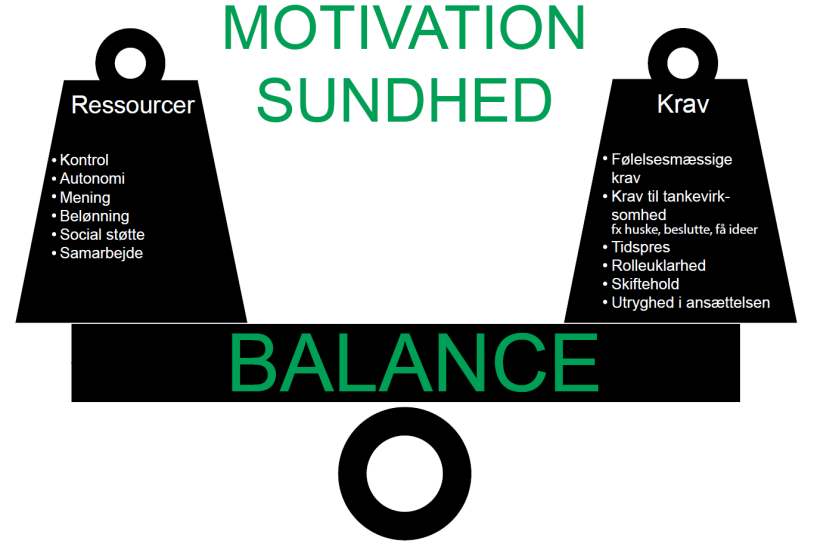 MOTIVATION
SUNDHED
Ressourcer
• Kontrol
• Autonomi
• Mening
• Belønning
• Social støtte
• Samarbejde
Krav
• Følelsesmæssige
krav
• Krav til tankevirk-
somhed
fx huske, beslutte, få ideer
• Tidspres
• Rolleuklarhed
• Skiftehold
• Utryghed i ansættelsen
BALANCE